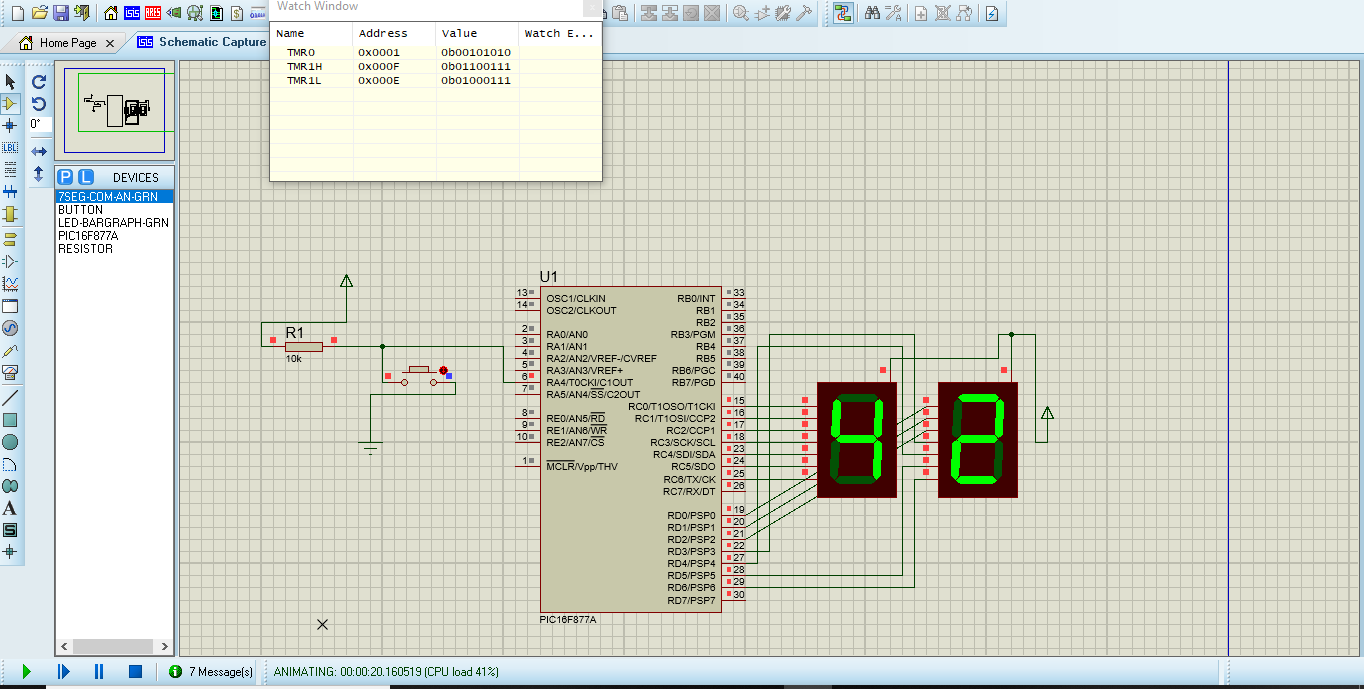 Watch Window
Name Address Value Watch E...
TMR0 0x0001 0b00101010
TMR1H 0x000F 0b01100111
TMR1L 0x000E 0b01000111
Home Page
Schematic Capture
0°
LBL
P L DEVICES
7SEG-COM-AN-GRN
BUTTON
LED-BARGRAPH-GRN
PIC16F877A
RESISTOR
R1
10k
U1
13 OSC1/CLKIN RB0/INT 33
14 OSC2/CLKOUT RB1 34
RB2 35
2 RA0/AN0 RB3/PGM 36
3 RA1/AN1 RB4 37
4 RA2/AN2/VREF-/CVREF RB5 38
5 RA3/AN3/VREF+ RB6/PGC 39
6 RA4/T0CKI/C1OUT RB7/PGD 40
7 RA5/AN4/SS/C2OUT
RC0/T1OSO/T1CKI 15
8 RE0/AN5/RD RC1/T1OSI/CCP2 16
9 RE1/AN6/WR RC2/CCP1 17
10 RE2/AN7/CS RC3/SCK/SCL 18
RC4/SDI/SDA 23
1 MCLR/Vpp/THV RC5/SDO 24
RC6/TX/CK 25
RC7/RX/DT 26
RD0/PSP0 19
RD1/PSP1 20
RD2/PSP2 21
RD3/PSP3 22
RD4/PSP4 27
RD5/PSP5 28
RD6/PSP6 29
RD7/PSP7 30
PIC16F877A
42
7 Message(s) ANIMATING: 00:00:20.160519 (CPU load 41%)